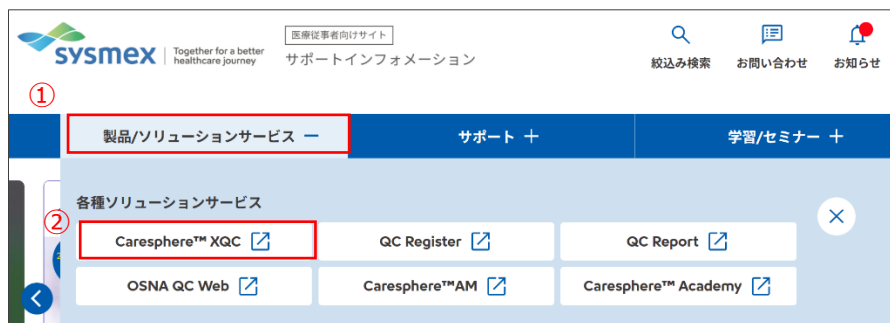 sysmex
Together for a better
healthcare journey
医療従事者向けサイト
サポートインフォメーション
絞込み検索
お問い合わせ
お知らせ
①
製品/ソリューションサービス −
サポート +
学習/セミナー +
各種ソリューションサービス
②
Caresphere™ XQC
QC Register
QC Report
OSNA QC Web
Caresphere™AM
Caresphere™ Academy